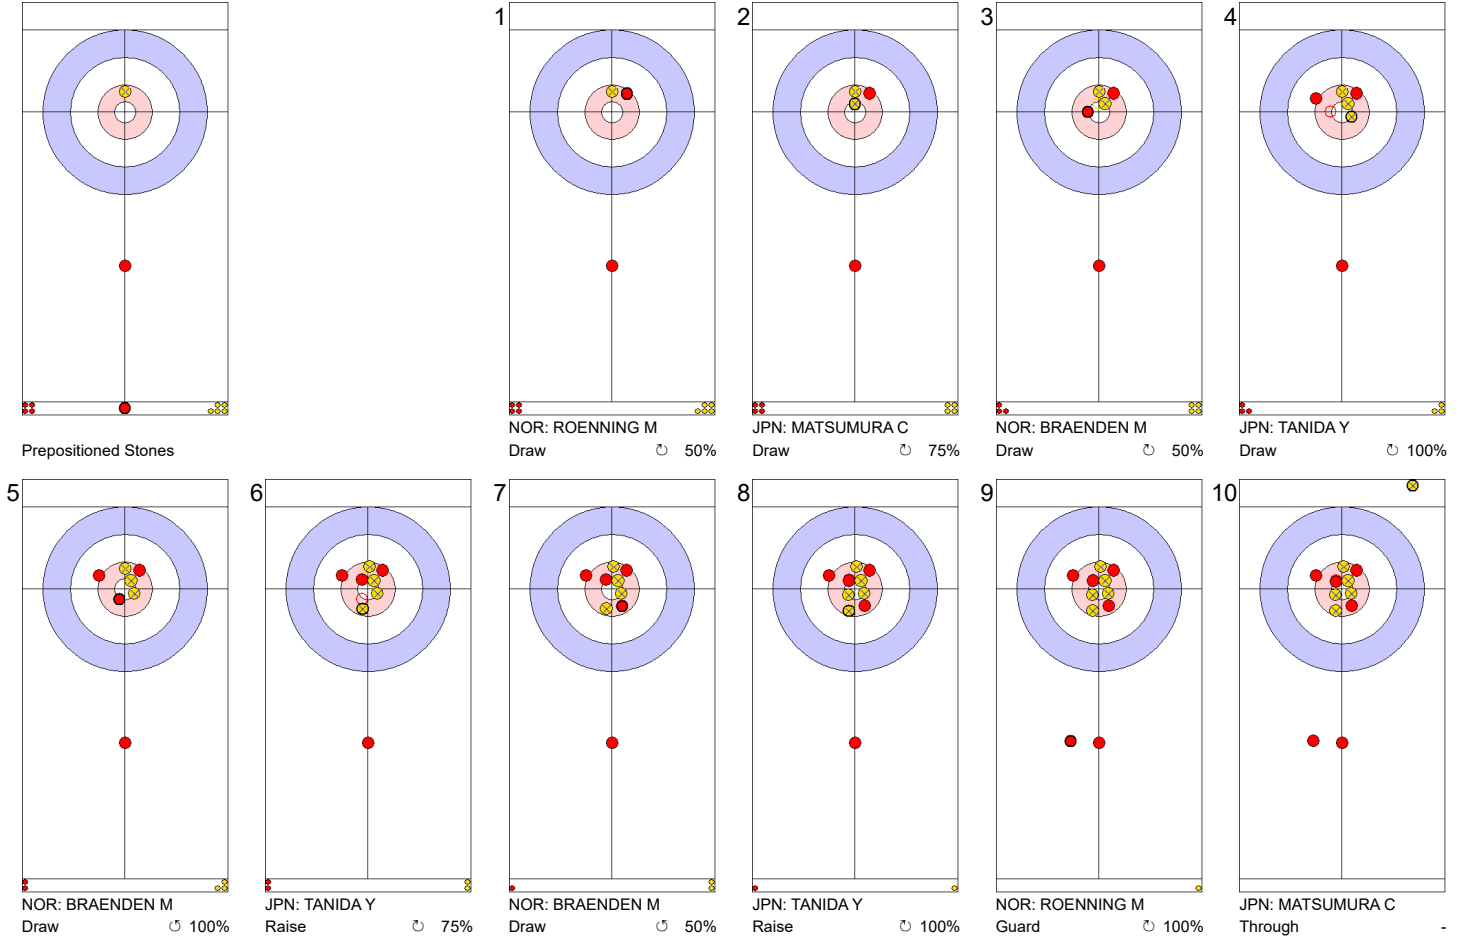 1 2 3 4
Prepositioned Stones
NOR: ROENNING M
Draw ↻ 50%
JPN: MATSUMURA C
Draw ↻ 75%
NOR: BRAENDEN M
Draw ↻ 50%
JPN: TANIDA Y
Draw ↻ 100%
5 6 7 8 9 10
NOR: BRAENDEN M
Draw ↺ 100%
JPN: TANIDA Y
Raise ↻ 75%
NOR: BRAENDEN M
Draw ↺ 50%
JPN: TANIDA Y
Raise ↻ 100%
NOR: ROENNING M
Guard ↻ 100%
JPN: MATSUMURA C
Through -